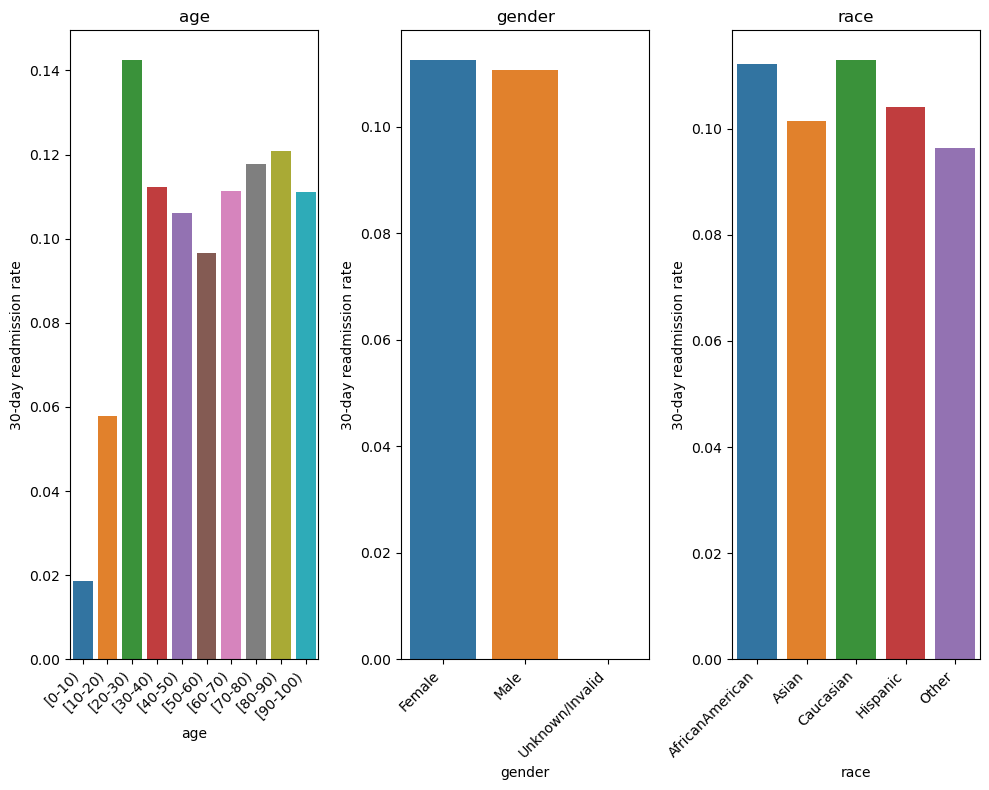 age
0.14
0.12
0.10
0.08
0.06
0.04
0.02
0.00
30-day readmission rate
[0-10)
[10-20)
[20-30)
[30-40)
[40-50)
[50-60)
[60-70)
[70-80)
[80-90)
[90-100)
age
gender
0.10
0.08
0.06
0.04
0.02
0.00
30-day readmission rate
Female
Male
Unknown/Invalid
gender
race
0.10
0.08
0.06
0.04
0.02
0.00
30-day readmission rate
AfricanAmerican
Asian
Caucasian
Hispanic
Other
race